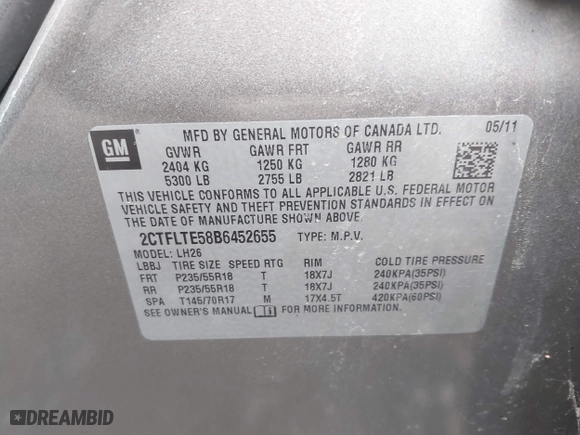 GM
MFD BY GENERAL MOTORS OF CANADA LTD. 05/11
GVWR GAWR FRT GAWR RR
2404 KG 1250 KG 1280 KG
5300 LB 2755 LB 2821 LB
THIS VEHICLE CONFORMS TO ALL APPLICABLE U.S. FEDERAL MOTOR
VEHICLE SAFETY AND THEFT PREVENTION STANDARDS IN EFFECT ON
THE DATE OF MANUFACTURE SHOWN ABOVE.
2CTFLTE58B6452655 TYPE: M.P.V.
MODEL: LH26
LBBJ TIRE SIZE SPEED RTG RIM COLD TIRE PRESSURE
FRT P235/55R18 T 18X7J 240KPA(35PSI)
RR P235/55R18 T 18X7J 240KPA(35PSI)
SPA T145/70R17 M 17X4.5T 420KPA(60PSI)
SEE OWNER'S MANUAL FOR MORE INFORMATION.
DREAMBID